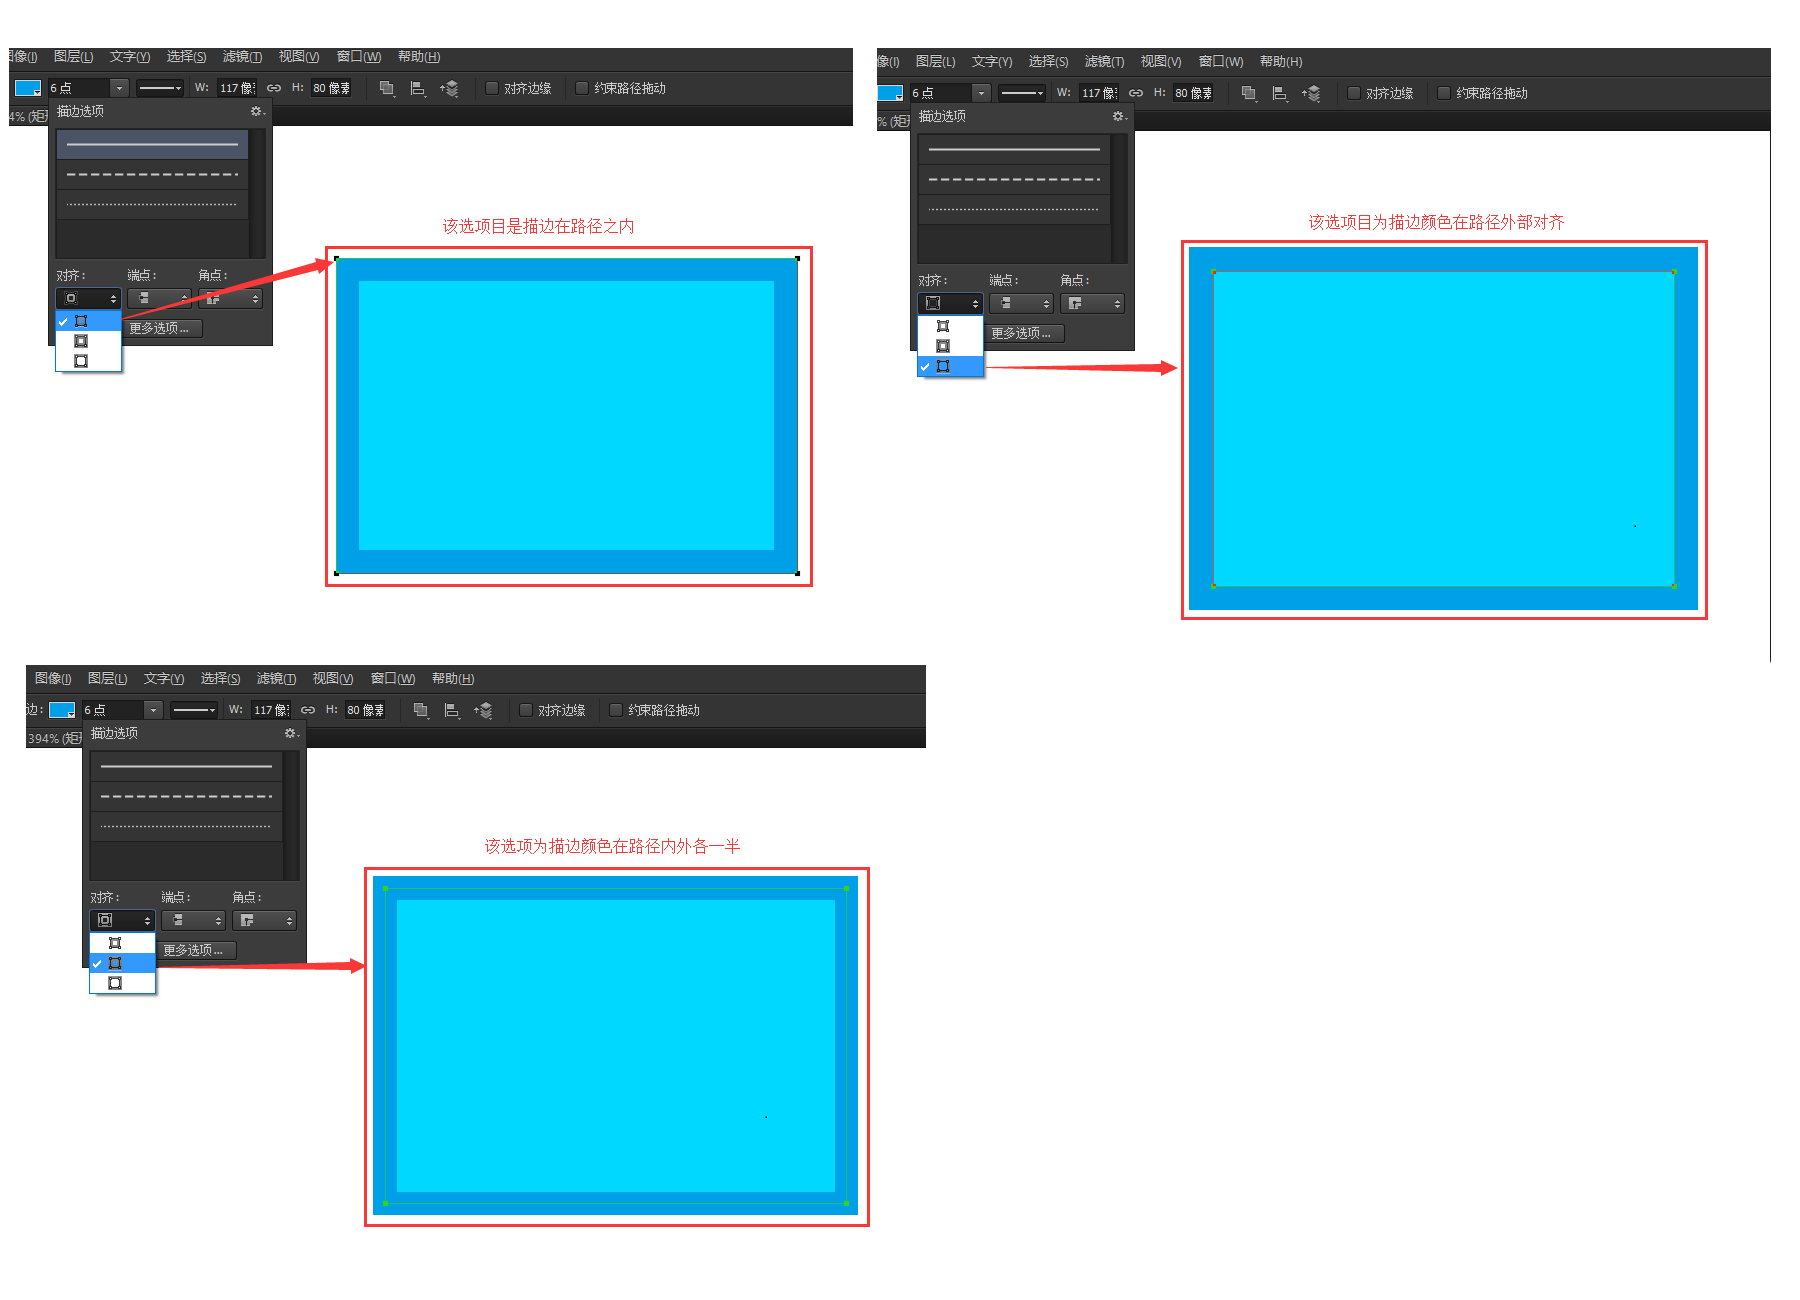 图像(I) 图层(L) 文字(Y) 选择(S) 滤镜(T) 视图(V) 窗口(W) 帮助(H)
6 点 W: 117 像 H: 80 像素 对齐边缘 约束路径拖动
4% (矩
描边选项
该选项目是描边在路径之内
对齐: 端点: 角点:
更多选项...
像(I) 图层(L) 文字(Y) 选择(S) 滤镜(T) 视图(V) 窗口(W) 帮助(H)
6 点 W: 117 像 H: 80 像素 对齐边缘 约束路径拖动
% (矩
描边选项
该选项目为描边颜色在路径外部对齐
对齐: 端点: 角点:
更多选项...
图像(I) 图层(L) 文字(Y) 选择(S) 滤镜(T) 视图(V) 窗口(W) 帮助(H)
边: 6 点 W: 117 像 H: 80 像素 对齐边缘 约束路径拖动
394% (矩
描边选项
该选项为描边颜色在路径内外各一半
对齐: 端点: 角点:
更多选项...